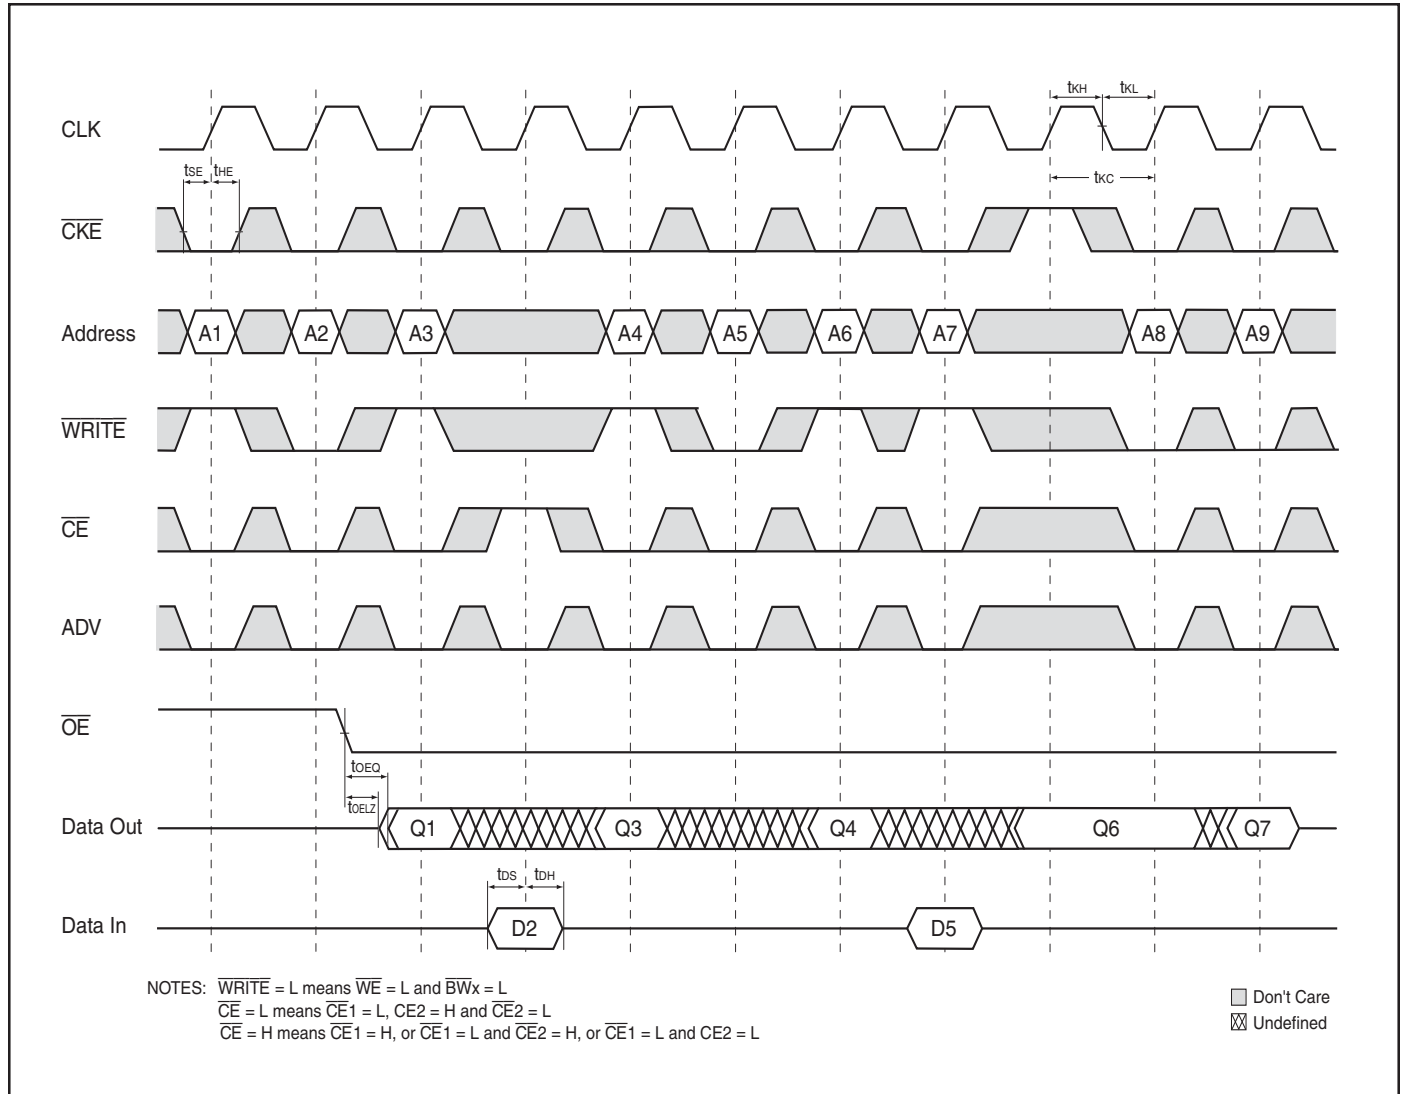 tKH tKL
CLK
tSE tHE
tKC
CKE
Address A1 A2 A3 A4 A5 A6 A7 A8 A9
WRITE
CE
ADV
OE
tOEQ
tOELZ
Data Out Q1 Q3 Q4 Q6 Q7
tDS tDH
Data In D2 D5
NOTES: WRITE = L means WE = L and BWx = L
CE = L means CE1 = L, CE2 = H and CE2 = L
CE = H means CE1 = H, or CE1 = L and CE2 = H, or CE1 = L and CE2 = L
Don't Care
Undefined